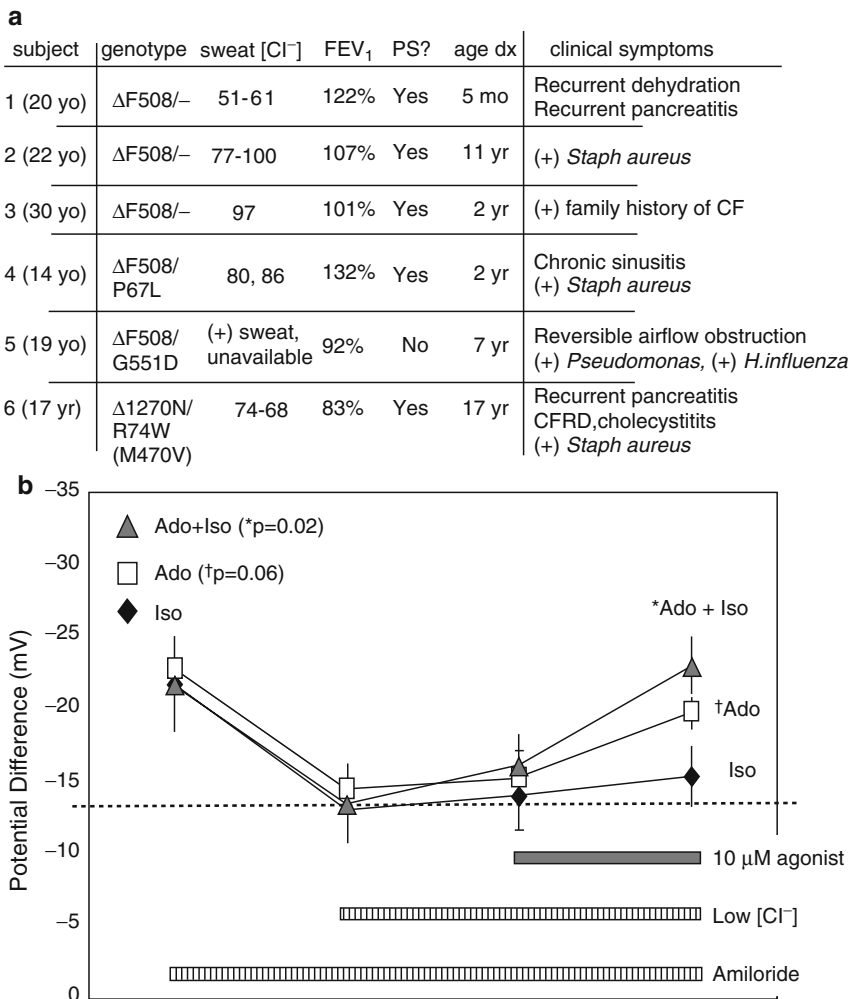 a
subject genotype sweat [Cl⁻] FEV₁ PS? age dx clinical symptoms
1 (20 yo) ΔF508/– 51-61 122% Yes 5 mo Recurrent dehydration
Recurrent pancreatitis
2 (22 yo) ΔF508/– 77-100 107% Yes 11 yr (+) Staph aureus
3 (30 yo) ΔF508/– 97 101% Yes 2 yr (+) family history of CF
4 (14 yo) ΔF508/ 80, 86 132% Yes 2 yr Chronic sinusitis
P67L (+) Staph aureus
5 (19 yo) ΔF508/ (+) sweat, 92% No 7 yr Reversible airflow obstruction
G551D unavailable (+) Pseudomonas, (+) H.influenza
6 (17 yr) Δ1270N/ 74-68 83% Yes 17 yr Recurrent pancreatitis
R74W CFRD,cholecystitits
(M470V) (+) Staph aureus
b
–35
Ado+Iso (*p=0.02)
–30
Ado (†p=0.06)
Iso
*Ado + Iso
–25
–20
†Ado
Iso
–15
–10
10 μM agonist
–5
Low [Cl⁻]
Amiloride
0
Potential Difference (mV)